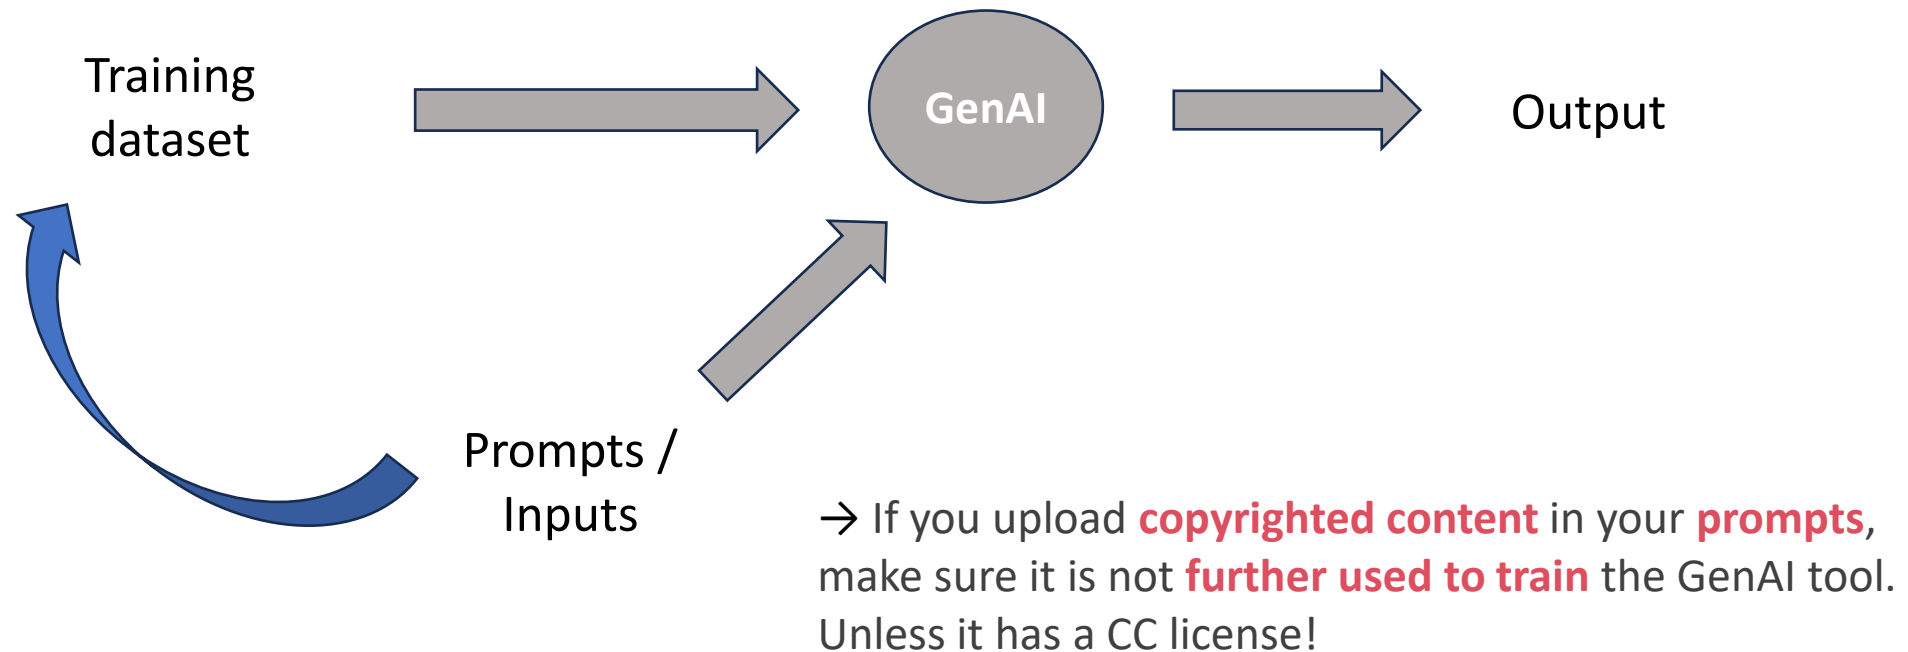 Training
dataset
GenAI
Output
Prompts /
Inputs
→ If you upload copyrighted content in your prompts,
make sure it is not further used to train the GenAI tool.
Unless it has a CC license!